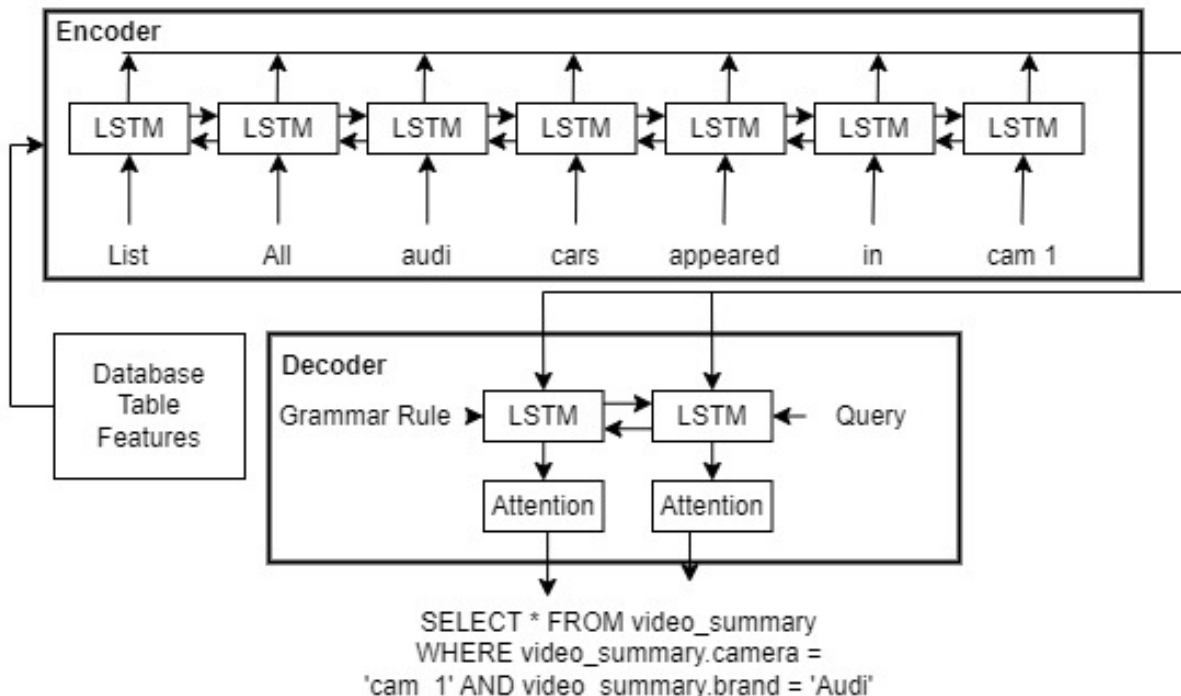 Encoder
LSTM LSTM LSTM LSTM LSTM LSTM LSTM
List All audi cars appeared in cam 1
Database
Table
Features
Decoder
Grammar Rule LSTM LSTM Query
Attention Attention
SELECT * FROM video_summary
WHERE video_summary.camera =
'cam_1' AND video_summary.brand = 'Audi'